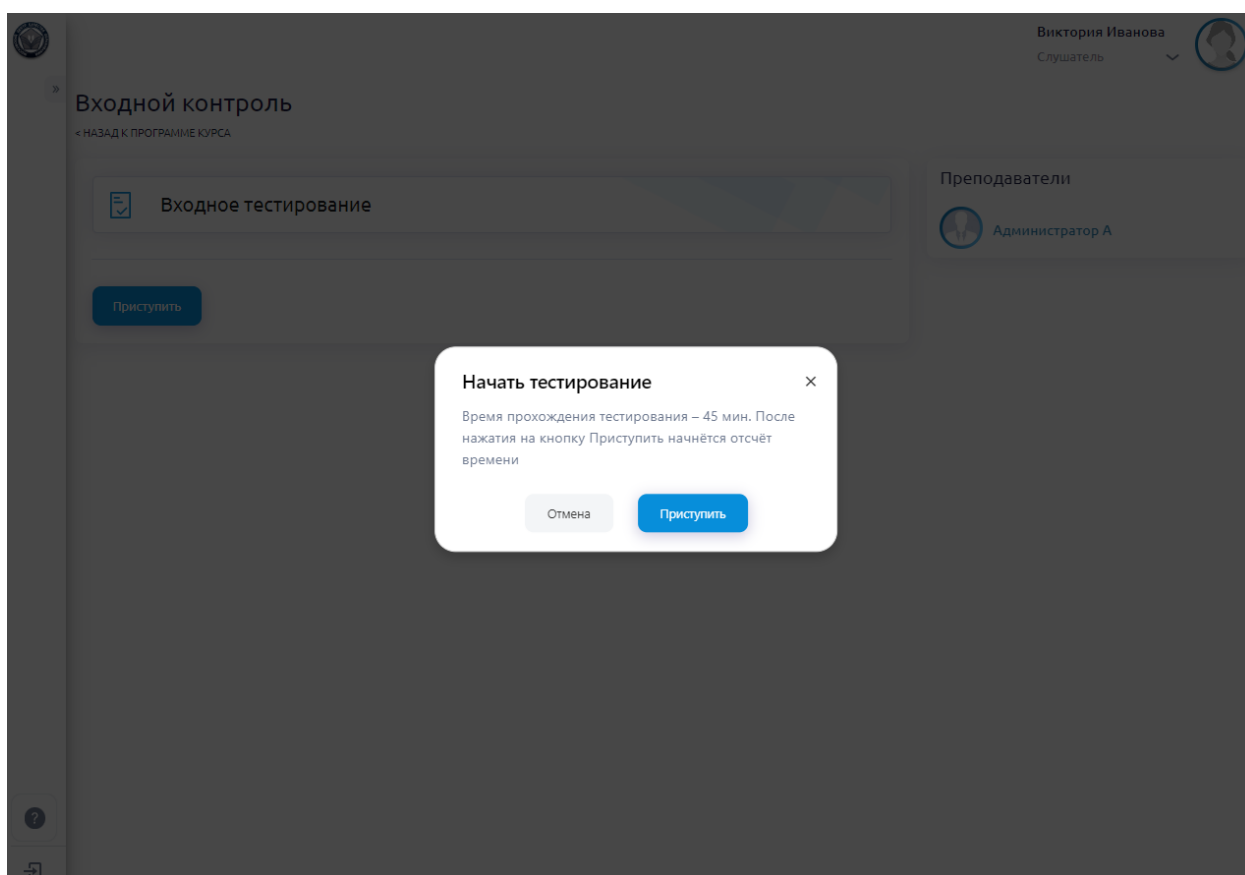 Виктория Иванова
Слушатель
»
Входной контроль
< НАЗАД К ПРОГРАММЕ КУРСА
Входное тестирование
Приступить
Преподаватели
Администратор А
Начать тестирование
Время прохождения тестирования – 45 мин. После
нажатия на кнопку Приступить начнётся отсчёт
времени
Отмена
Приступить
?